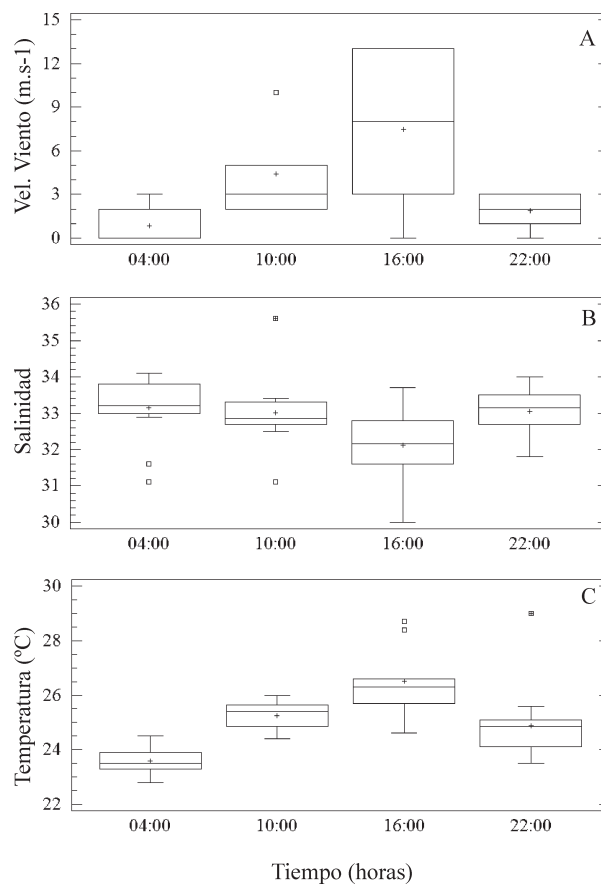 A
Vel. Viento (m.s-1)
15
12
9
6
3
0
04:00 10:00 16:00 22:00
B
Salinidad
36
35
34
33
32
31
30
04:00 10:00 16:00 22:00
C
Temperatura (ºC)
30
28
26
24
22
04:00 10:00 16:00 22:00
Tiempo (horas)